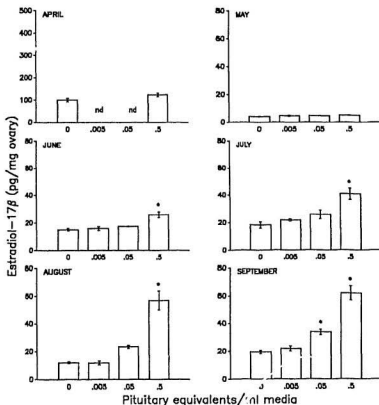 APRIL
500
400
300
200
100
0
nd nd
0 .005 .05 .5
MAY
80
60
40
20
0
0 .005 .05 .5
JUNE
80
60
40
20
0
*
0 .005 .05 .5
JULY
80
60
40
20
0
*
0 .005 .05 .5
AUGUST
80
60
40
20
0
*
0 .005 .05 .5
SEPTEMBER
80
60
40
20
0
* *
.005 .05 .5
Estradiol-17β (pg/mg ovary)
Pituitary equivalents/ml media